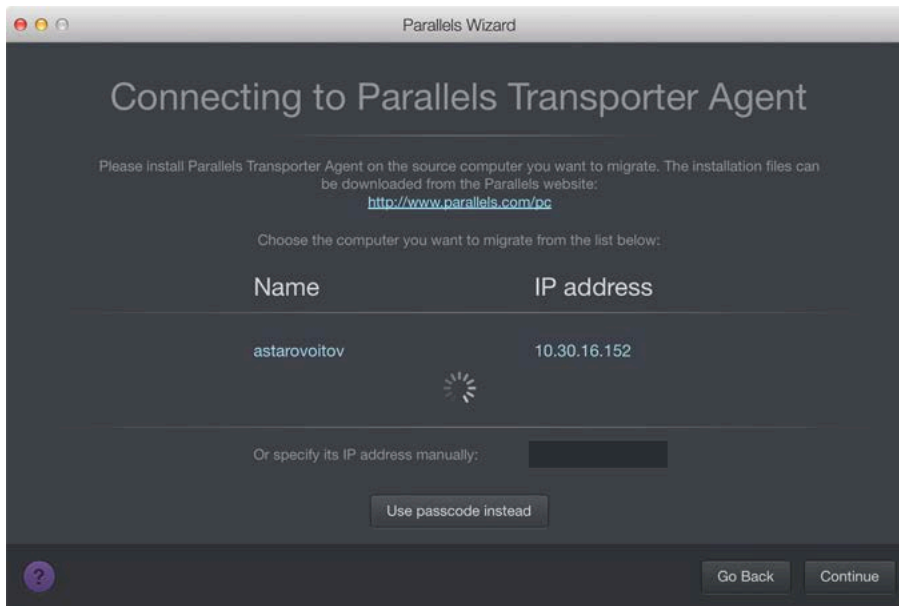 Parallels Wizard
Connecting to Parallels Transporter Agent
Please install Parallels Transporter Agent on the source computer you want to migrate. The installation files can
be downloaded from the Parallels website:
http://www.parallels.com/pc
Choose the computer you want to migrate from the list below:
Name IP address
astarovoitov 10.30.16.152
Or specify its IP address manually:
Use passcode instead
? Go Back Continue